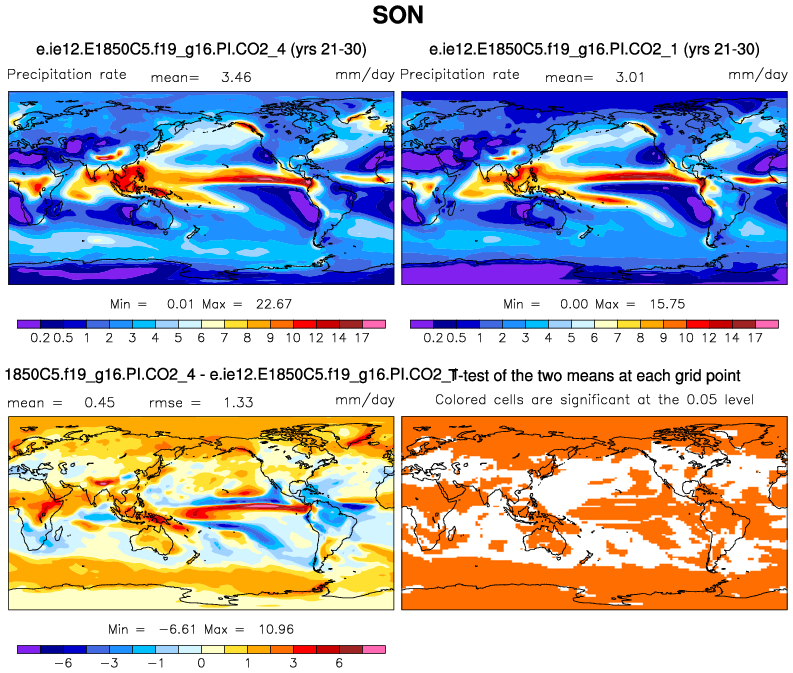 SON
e.ie12.E1850C5.f19_g16.PI.CO2_4 (yrs 21-30)
Precipitation rate mean= 3.46 mm/day
Min = 0.01 Max = 22.67
0.2 0.5 1 2 3 4 5 6 7 8 9 10 12 14 17
e.ie12.E1850C5.f19_g16.PI.CO2_1 (yrs 21-30)
Precipitation rate mean= 3.01 mm/day
Min = 0.00 Max = 15.75
0.2 0.5 1 2 3 4 5 6 7 8 9 10 12 14 17
1850C5.f19_g16.PI.CO2_4 - e.ie12.E1850C5.f19_g16.PI.CO2_1
mean = 0.45 rmse = 1.33 mm/day
Min = -6.61 Max = 10.96
-6 -3 -1 0 1 3 6
T-test of the two means at each grid point
Colored cells are significant at the 0.05 level